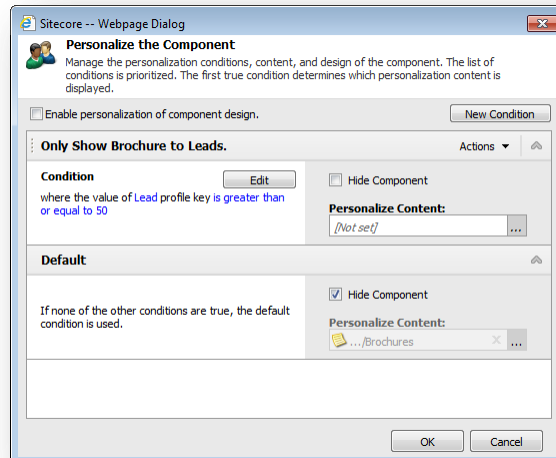 Sitecore -- Webpage Dialog
Personalize the Component
Manage the personalization conditions, content, and design of the component. The list of
conditions is prioritized. The first true condition determines which personalization content is
displayed.
Enable personalization of component design.
New Condition
Only Show Brochure to Leads.
Actions
Condition
Edit
where the value of Lead profile key is greater than
or equal to 50
Hide Component
Personalize Content:
[Not set]
...
Default
If none of the other conditions are true, the default
condition is used.
Hide Component
Personalize Content:
.../Brochures
...
OK
Cancel